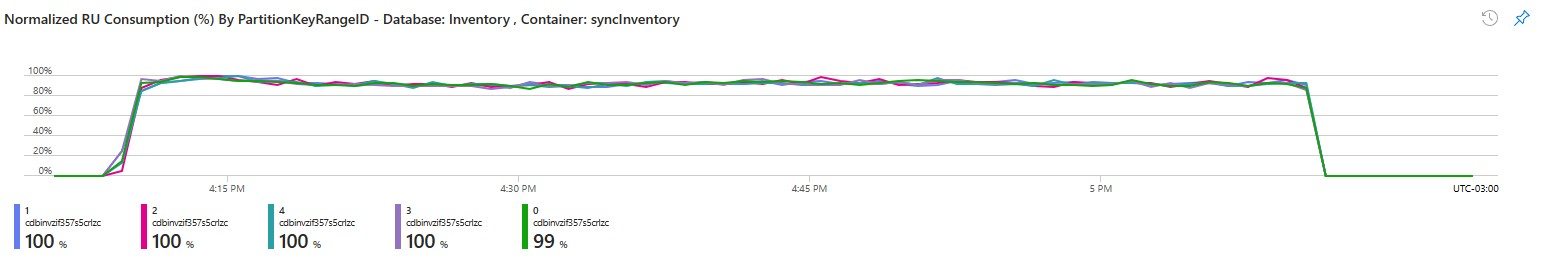 Normalized RU Consumption (%) By PartitionKeyRangeID - Database: Inventory , Container: syncInventory
100%
80%
60%
40%
20%
0%
4:15 PM 4:30 PM 4:45 PM 5 PM UTC-03:00
1 2 4 3 0
cdbinvzif357s5crlzc cdbinvzif357s5crlzc cdbinvzif357s5crlzc cdbinvzif357s5crlzc cdbinvzif357s5crlzc
100 % 100 % 100 % 100 % 99 %